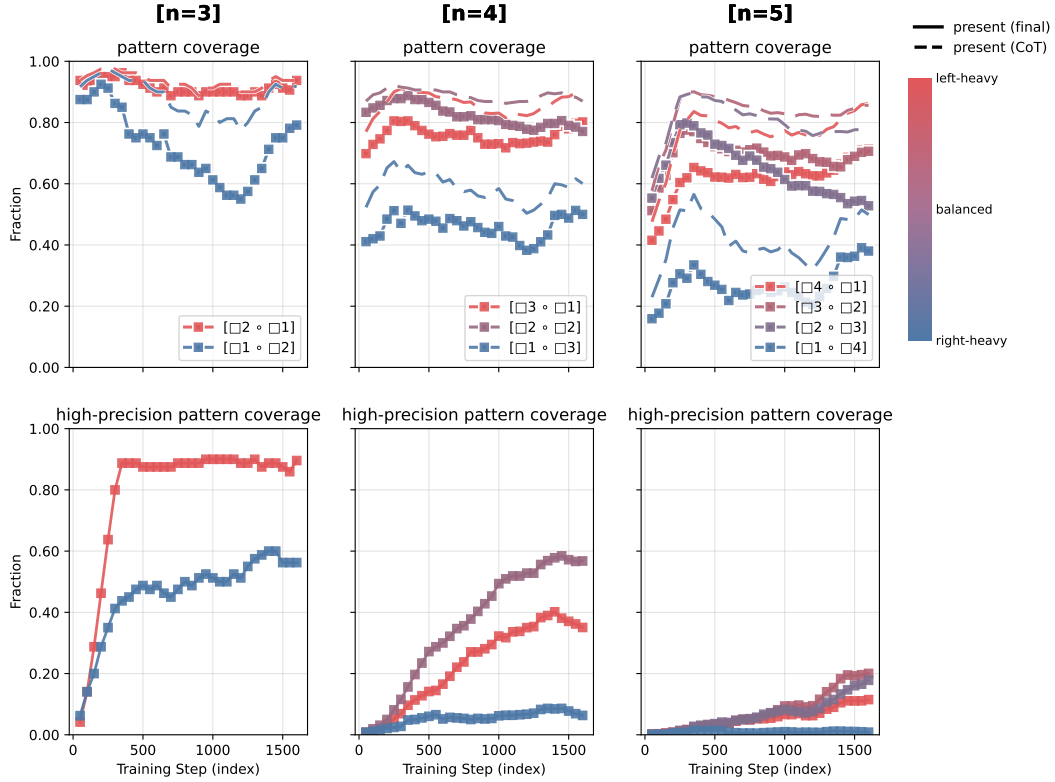 [n=3]
[n=4]
[n=5]
present (final)
present (CoT)
pattern coverage
pattern coverage
pattern coverage
left-heavy
balanced
right-heavy
Fraction
1.00
0.80
0.60
0.40
0.20
0.00
[□2 ∘ □1]
[□1 ∘ □2]
[□3 ∘ □1]
[□2 ∘ □2]
[□1 ∘ □3]
[□4 ∘ □1]
[□3 ∘ □2]
[□2 ∘ □3]
[□1 ∘ □4]
high-precision pattern coverage
high-precision pattern coverage
high-precision pattern coverage
Fraction
1.00
0.80
0.60
0.40
0.20
0.00
0 500 1000 1500
0 500 1000 1500
0 500 1000 1500
Training Step (index)
Training Step (index)
Training Step (index)